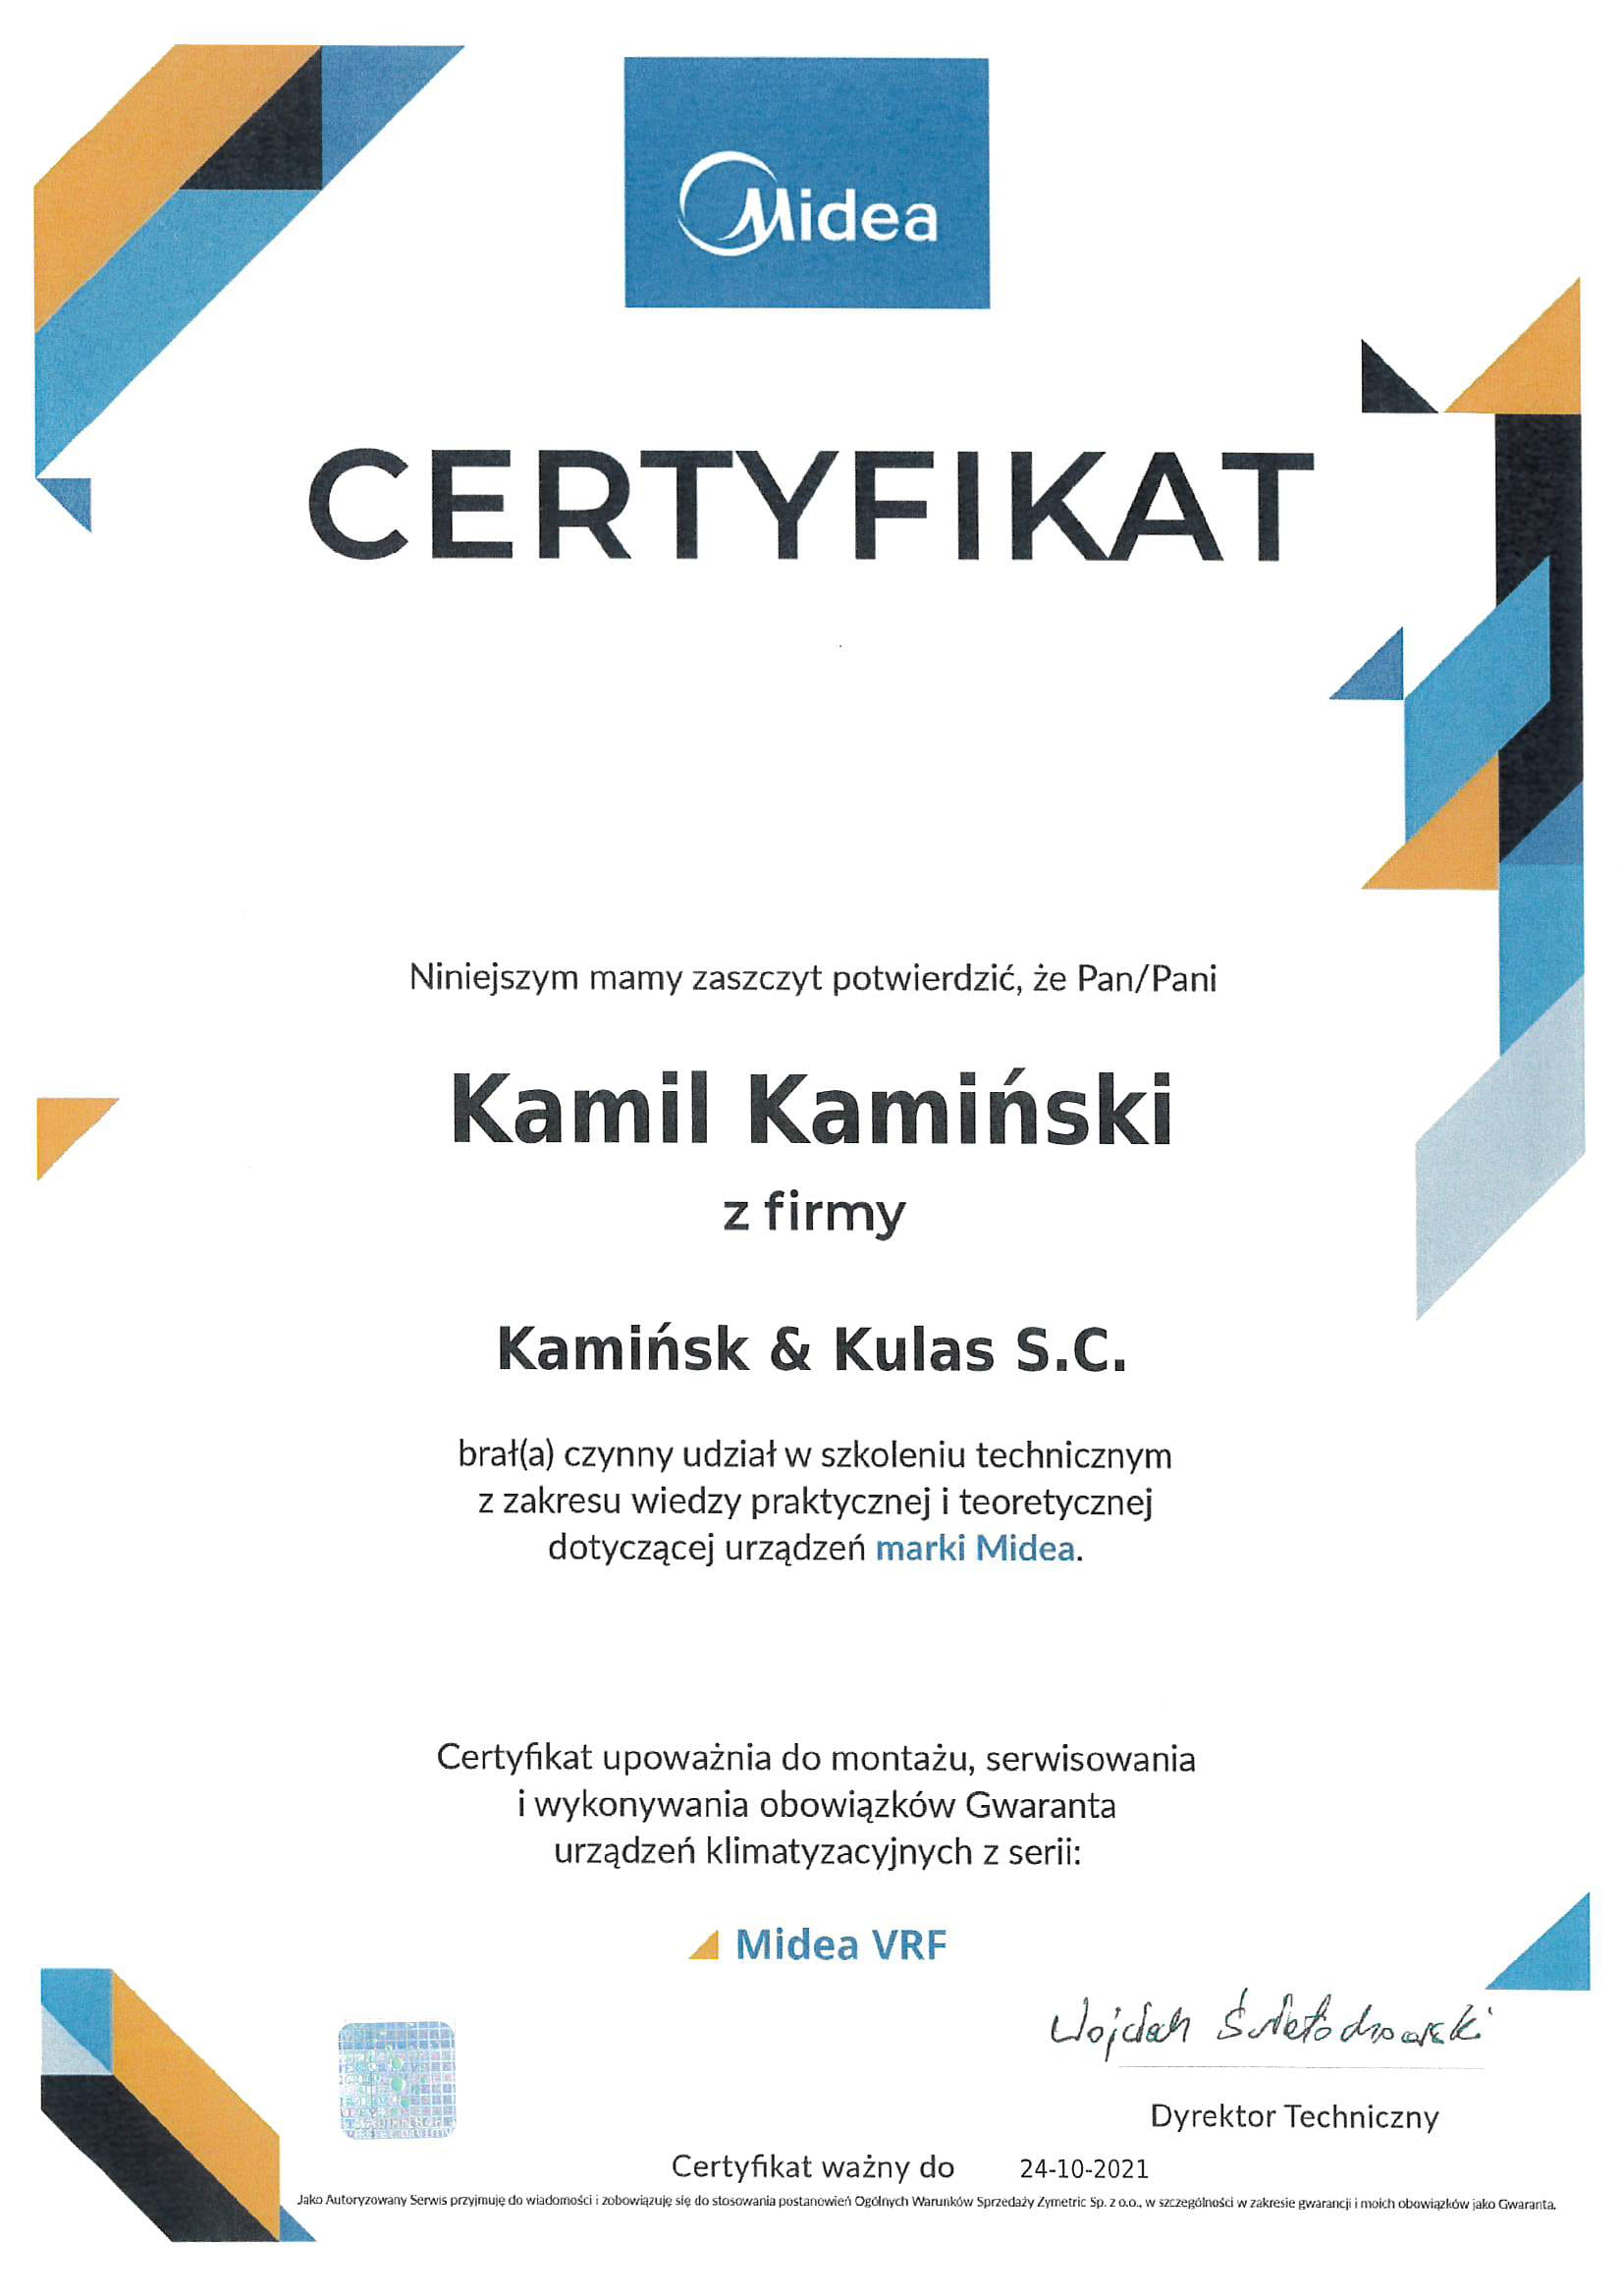 Midea
CERTYFIKAT
Niniejszym mamy zaszczyt potwierdzić, że Pan/Pani
Kamil Kamiński
z firmy
Kamińsk & Kulas S.C.
brał(a) czynny udział w szkoleniu technicznym
z zakresu wiedzy praktycznej i teoretycznej
dotyczącej urządzeń marki Midea.
Certyfikat upoważnia do montażu, serwisowania
i wykonywania obowiązków Gwaranta
urządzeń klimatyzacyjnych z serii:
Midea VRF
Dyrektor Techniczny
Certyfikat ważny do 24-10-2021
Jako Autoryzowany Serwis przyjmuję do wiadomości i zobowiązuję się do stosowania postanowień Ogólnych Warunków Sprzedaży Zymetric Sp. z o.o., w szczególności w zakresie gwarancji i moich obowiązków jako Gwaranta.